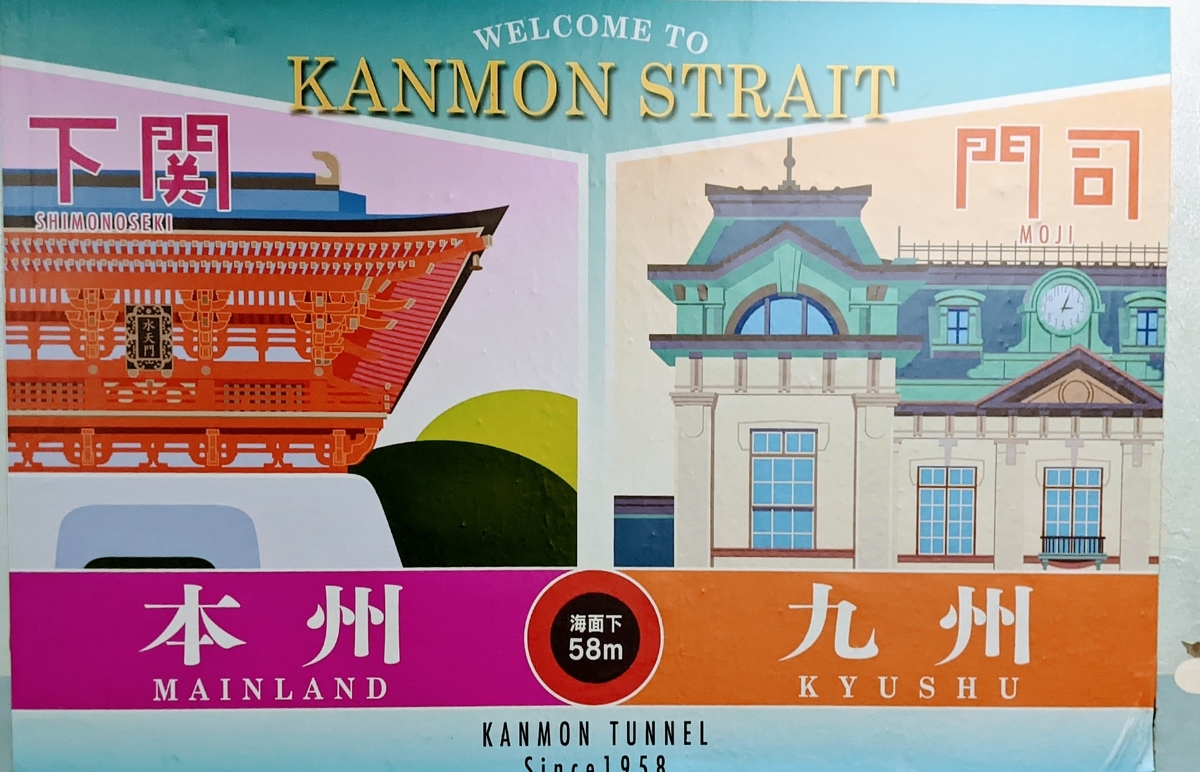 WELCOME TO
KANMON STRAIT
下関
SHIMONOSEKI
水天門
門司
MOJI
本州
MAINLAND
海面下
58m
九州
KYUSHU
KANMON TUNNEL
Since1958